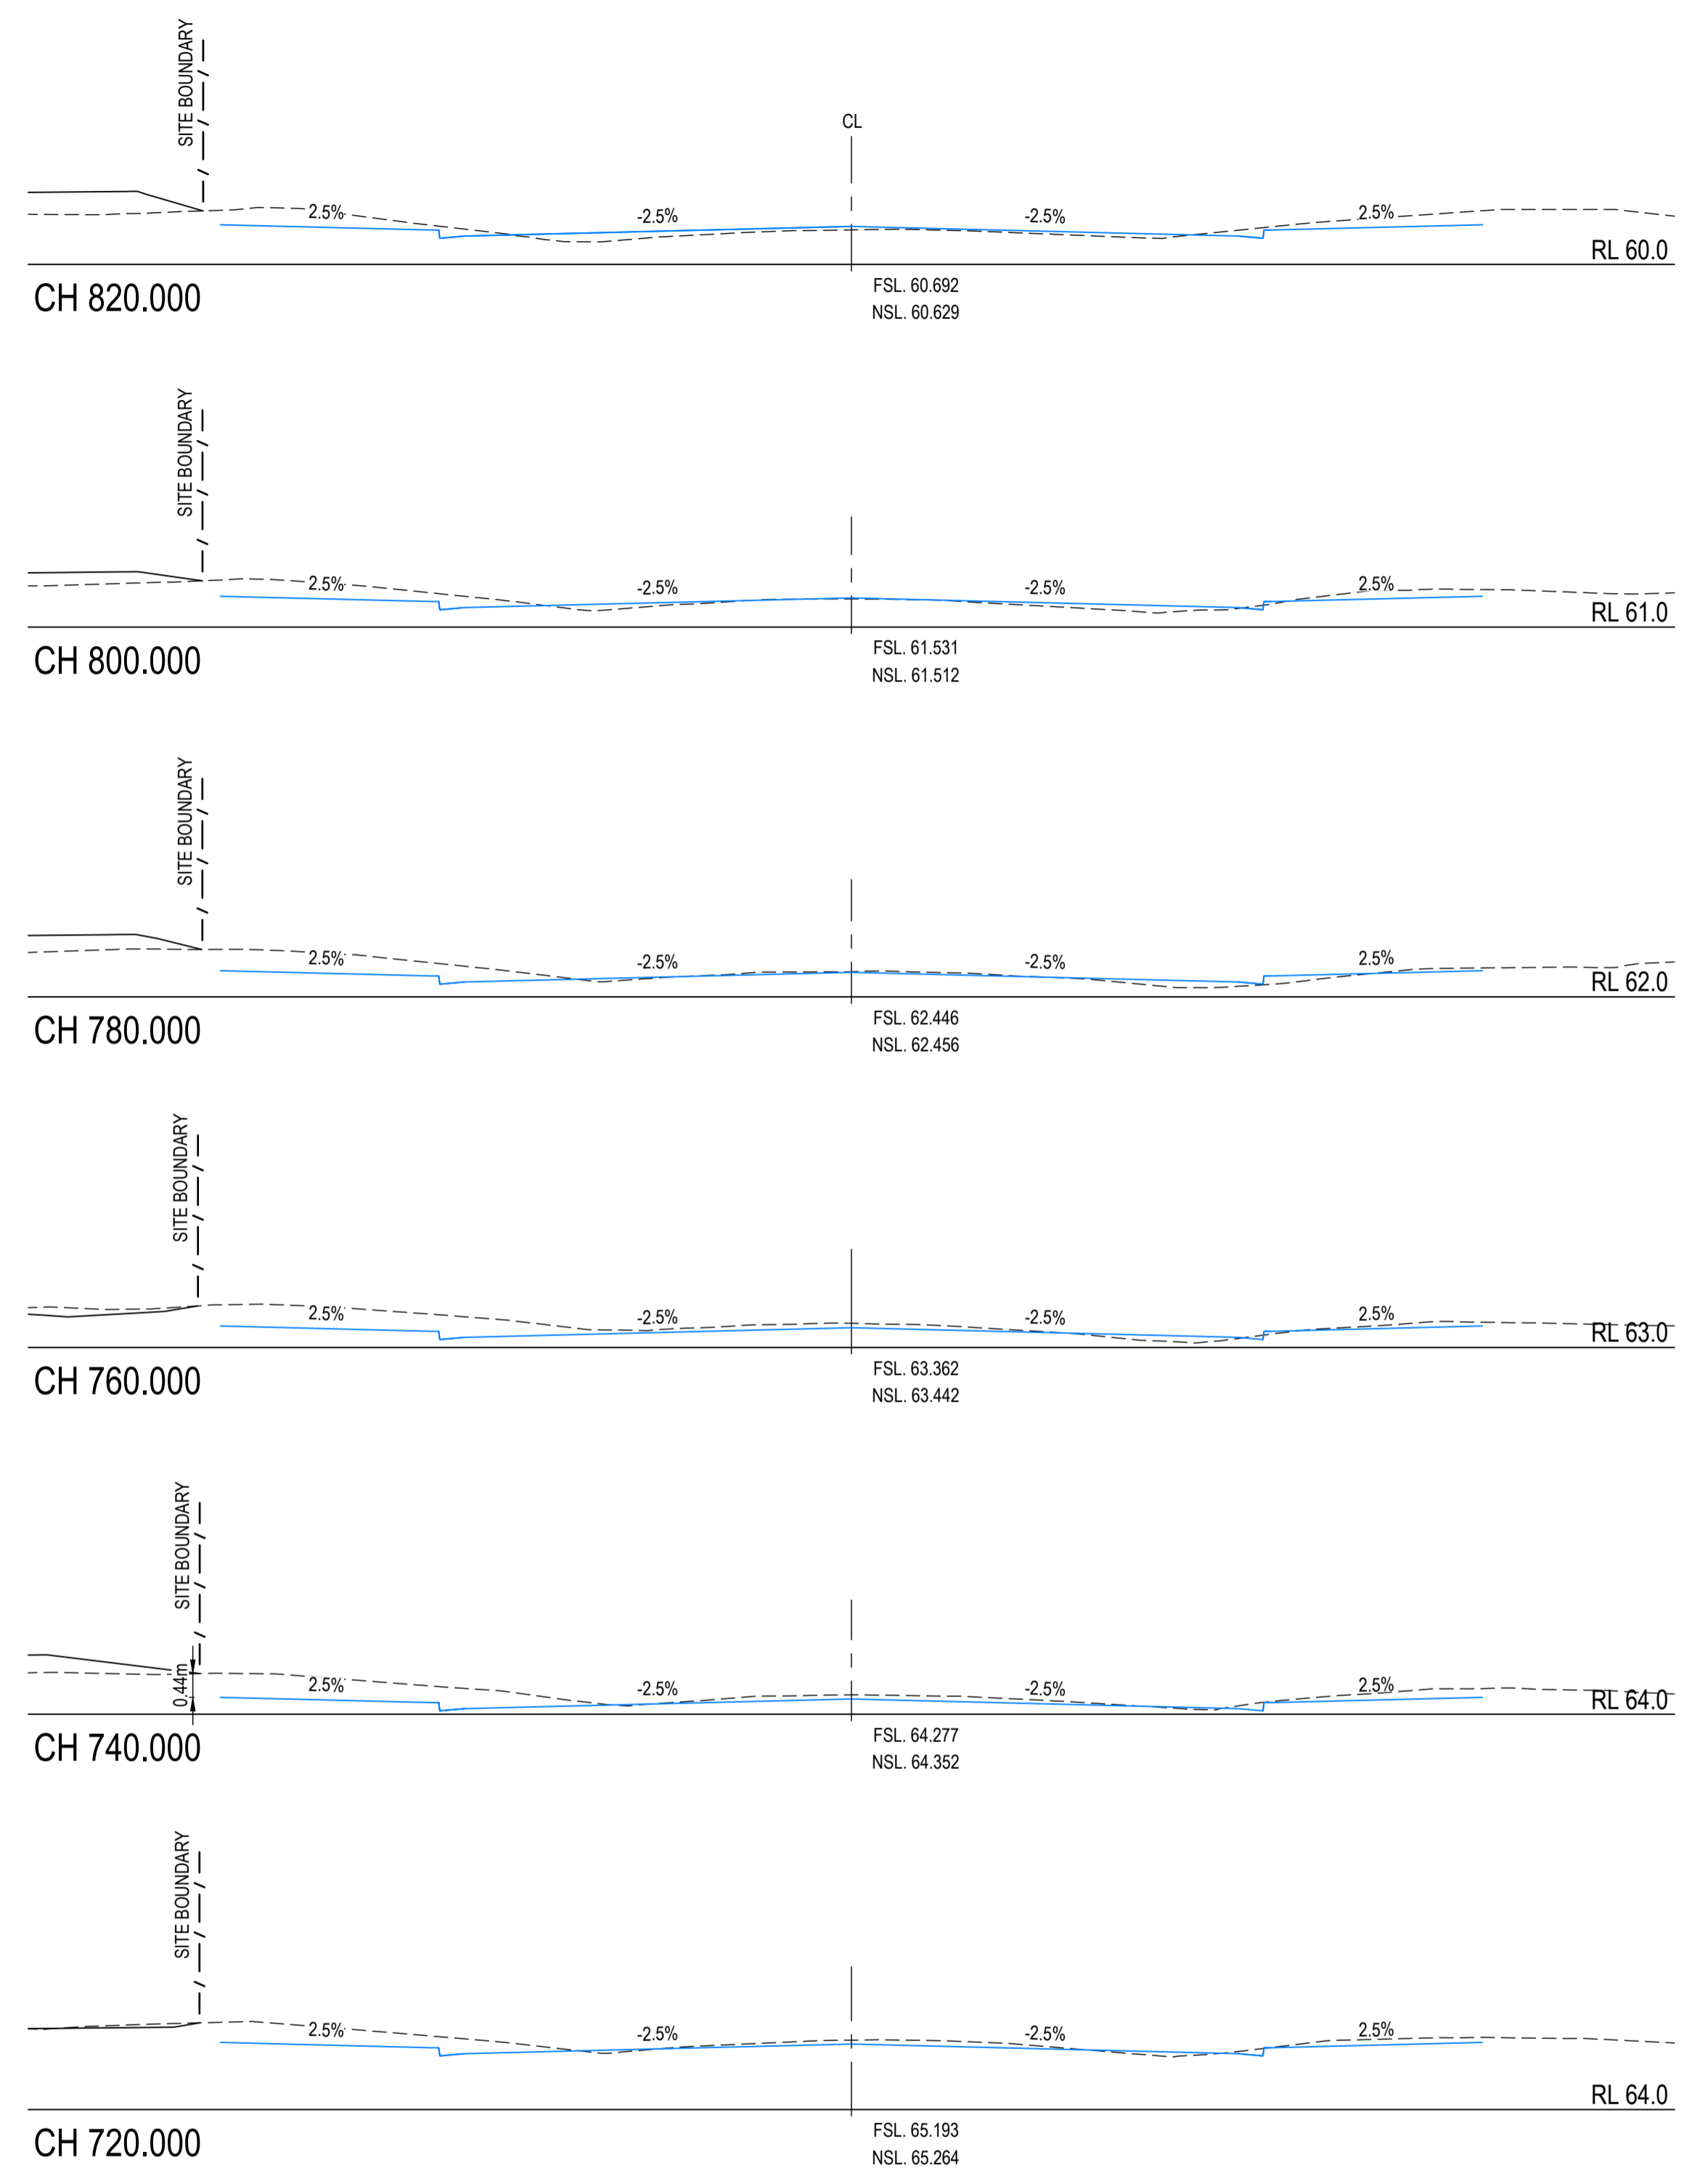 SITE BOUNDARY
CL
2.5% -2.5% -2.5% 2.5%
RL 60.0
CH 820.000
FSL. 60.692
NSL. 60.629
SITE BOUNDARY
2.5% -2.5% -2.5% 2.5%
RL 61.0
CH 800.000
FSL. 61.531
NSL. 61.512
SITE BOUNDARY
2.5% -2.5% -2.5% 2.5%
RL 62.0
CH 780.000
FSL. 62.446
NSL. 62.456
SITE BOUNDARY
2.5% -2.5% -2.5% 2.5%
RL 63.0
CH 760.000
FSL. 63.362
NSL. 63.442
SITE BOUNDARY
0.44m
2.5% -2.5% -2.5% 2.5%
RL 64.0
CH 740.000
FSL. 64.277
NSL. 64.352
SITE BOUNDARY
2.5% -2.5% -2.5% 2.5%
RL 64.0
CH 720.000
FSL. 65.193
NSL. 65.264